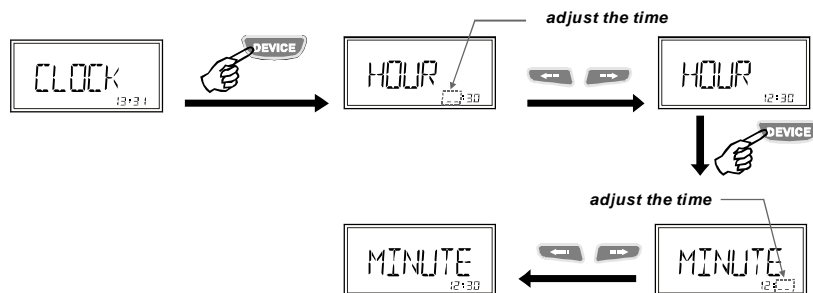 adjust the time
DEVICE
CLOCK
13:31
HOUR
:30
HOUR
12:30
DEVICE
adjust the time
MINUTE
12:30
MINUTE
12: